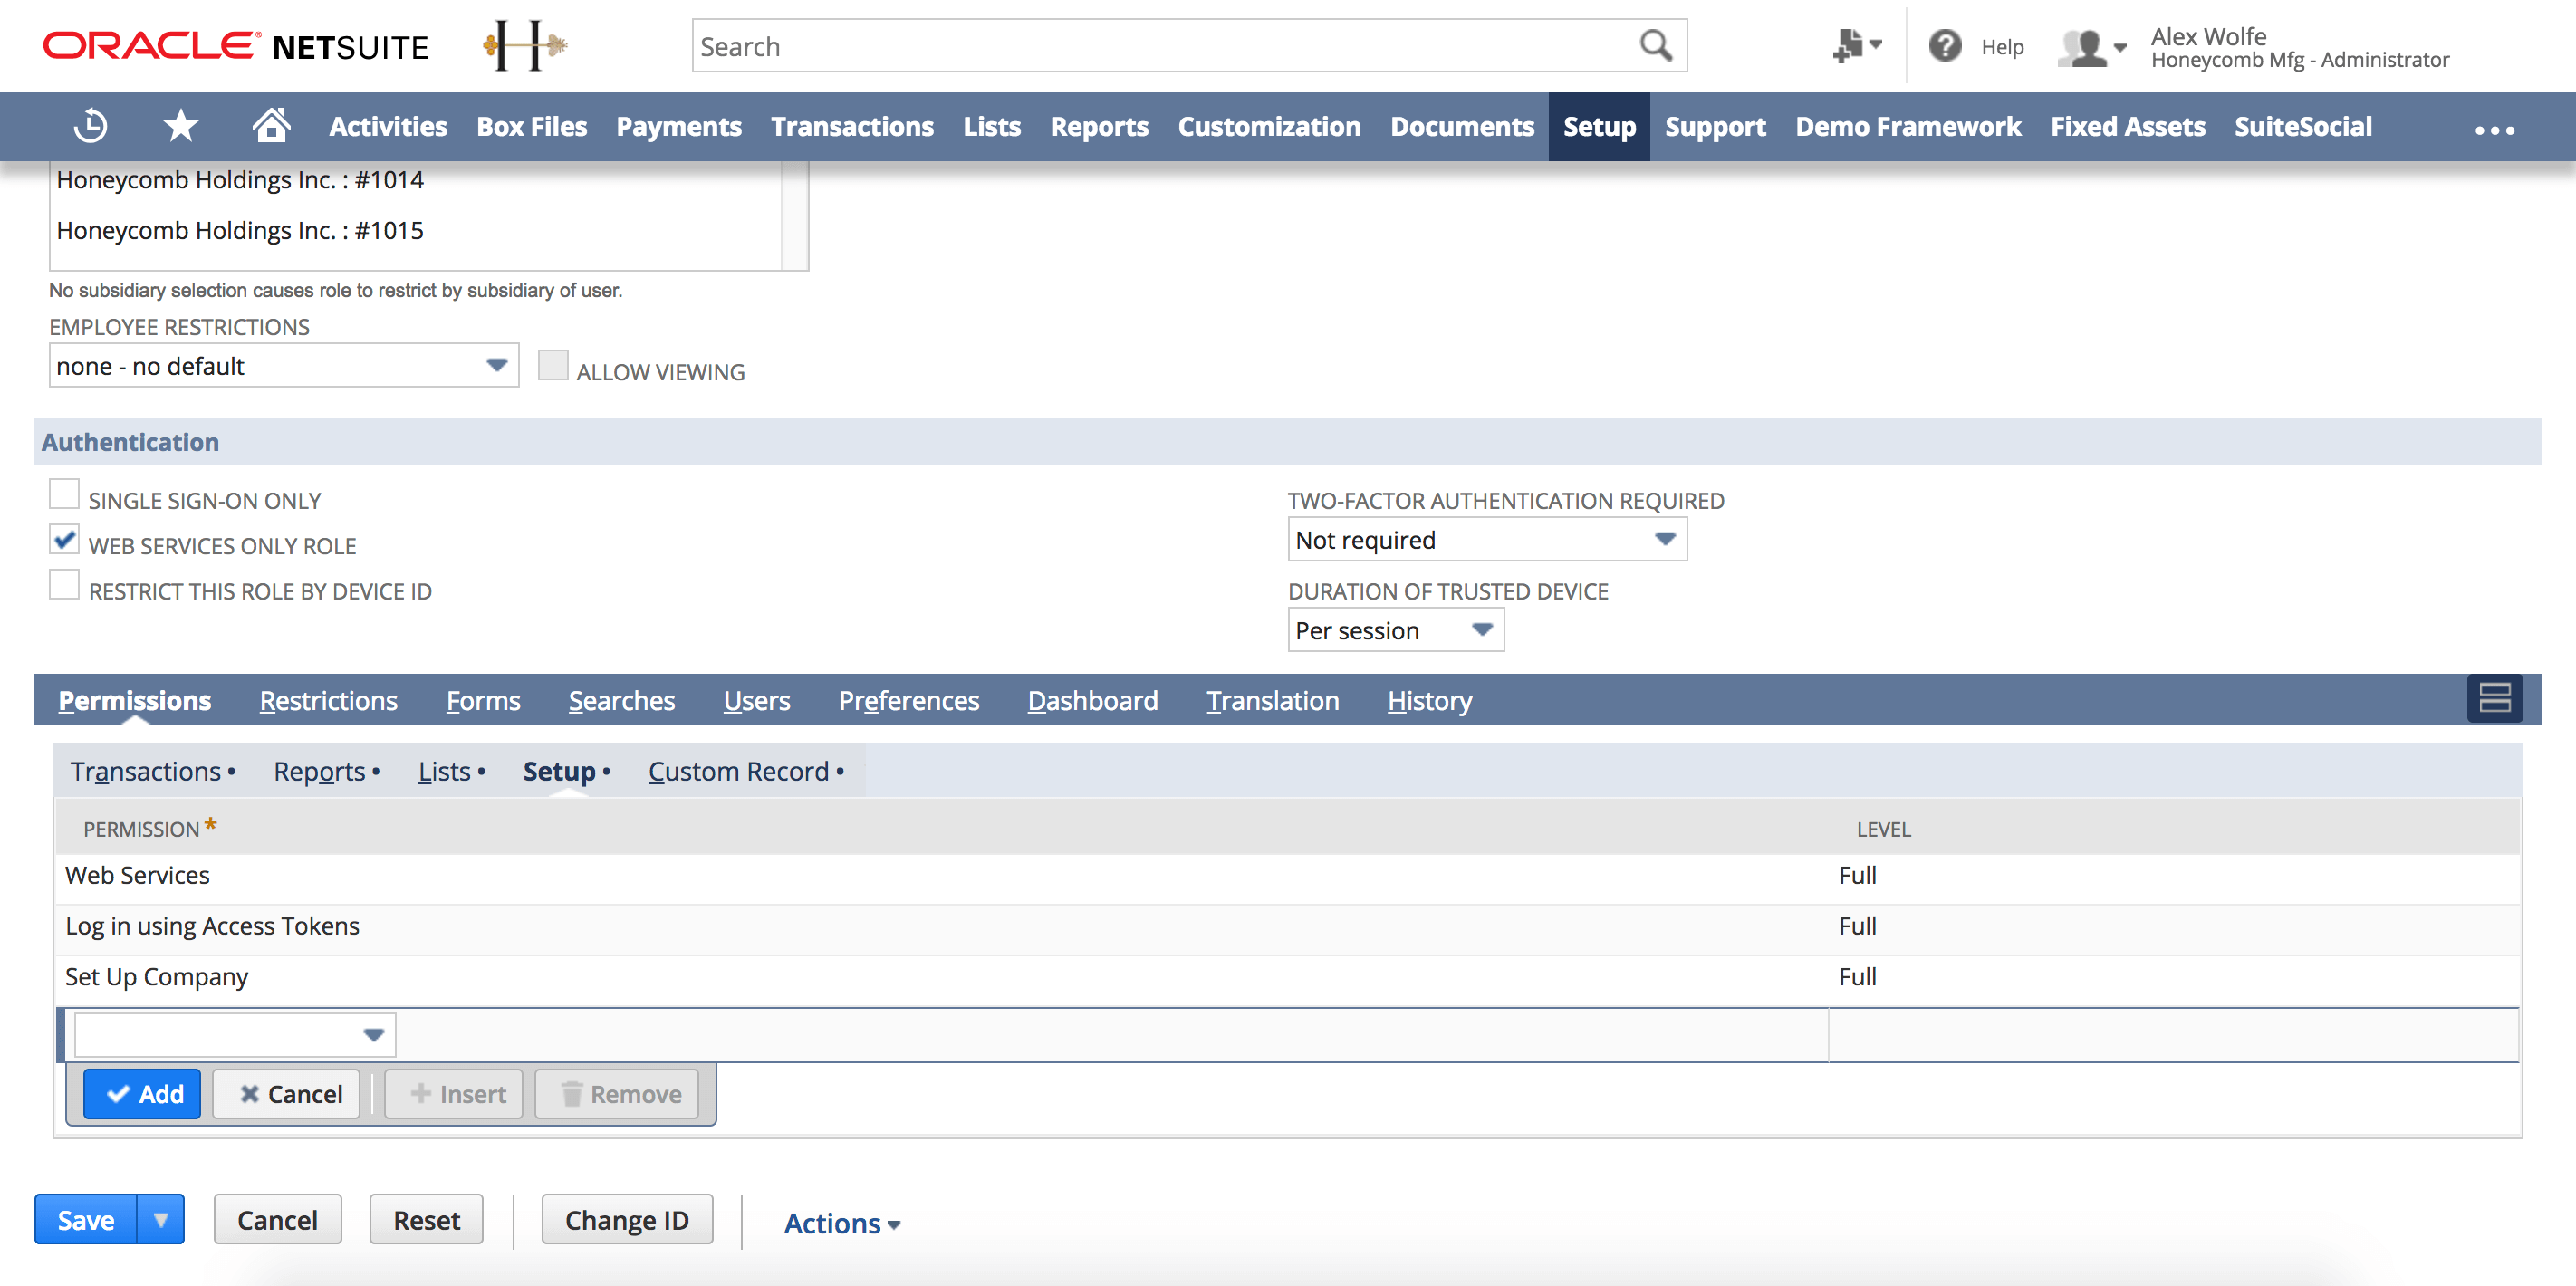 ORACLE® NETSUITE
H
Search
Help
Alex Wolfe
Honeycomb Mfg - Administrator
Activities Box Files Payments Transactions Lists Reports Customization Documents Setup Support Demo Framework Fixed Assets SuiteSocial
Honeycomb Holdings Inc. : #1014
Honeycomb Holdings Inc. : #1015
No subsidiary selection causes role to restrict by subsidiary of user.
EMPLOYEE RESTRICTIONS
none - no default
ALLOW VIEWING
Authentication
SINGLE SIGN-ON ONLY
WEB SERVICES ONLY ROLE
RESTRICT THIS ROLE BY DEVICE ID
TWO-FACTOR AUTHENTICATION REQUIRED
Not required
DURATION OF TRUSTED DEVICE
Per session
Permissions Restrictions Forms Searches Users Preferences Dashboard Translation History
Transactions • Reports • Lists • Setup • Custom Record •
PERMISSION * LEVEL
Web Services Full
Log in using Access Tokens Full
Set Up Company Full
Add Cancel Insert Remove
Save Cancel Reset Change ID Actions